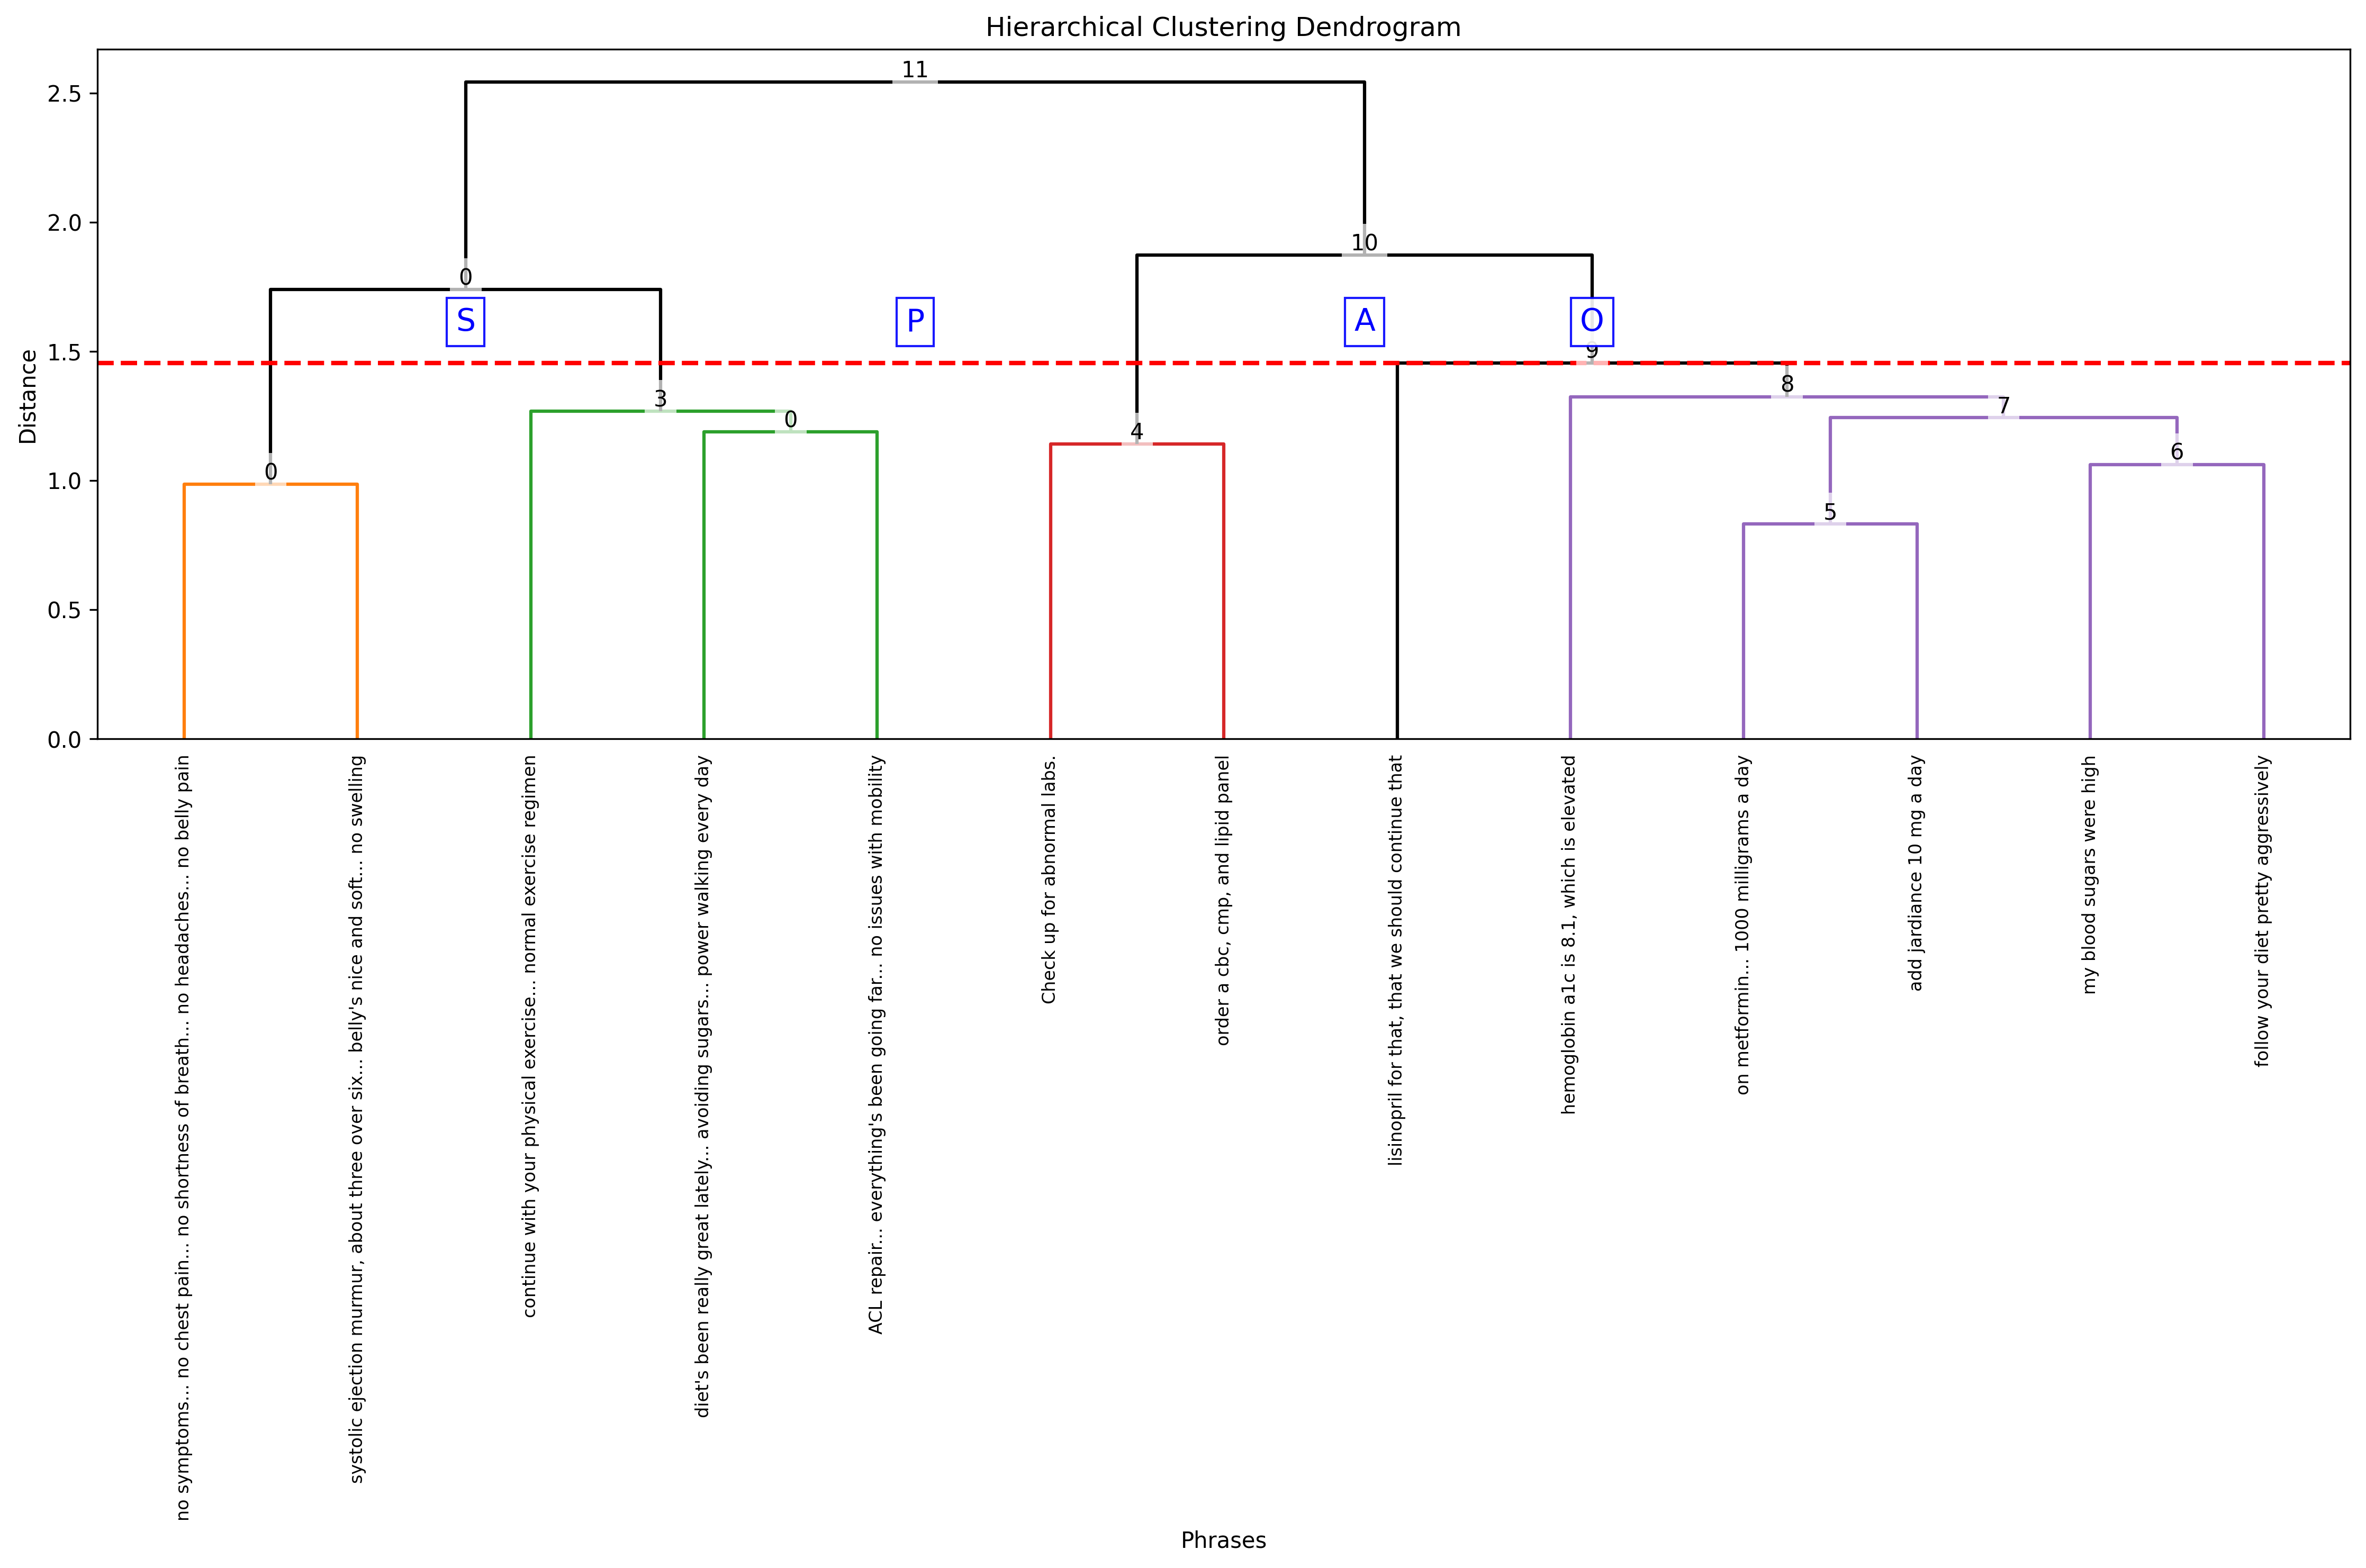 Hierarchical Clustering Dendrogram
Distance
2.5
2.0
1.5
1.0
0.5
0.0
11
10
0
S
P
A
O
9
8
3
0
7
4
6
0
5
no symptoms... no chest pain... no shortness of breath... no headaches... no belly pain
systolic ejection murmur, about three over six... belly's nice and soft... no swelling
continue with your physical exercise... normal exercise regimen
diet's been really great lately... avoiding sugars... power walking every day
ACL repair... everything's been going far... no issues with mobility
Check up for abnormal labs.
order a cbc, cmp, and lipid panel
lisinopril for that, that we should continue that
hemoglobin a1c is 8.1, which is elevated
on metformin... 1000 milligrams a day
add jardiance 10 mg a day
my blood sugars were high
follow your diet pretty aggressively
Phrases